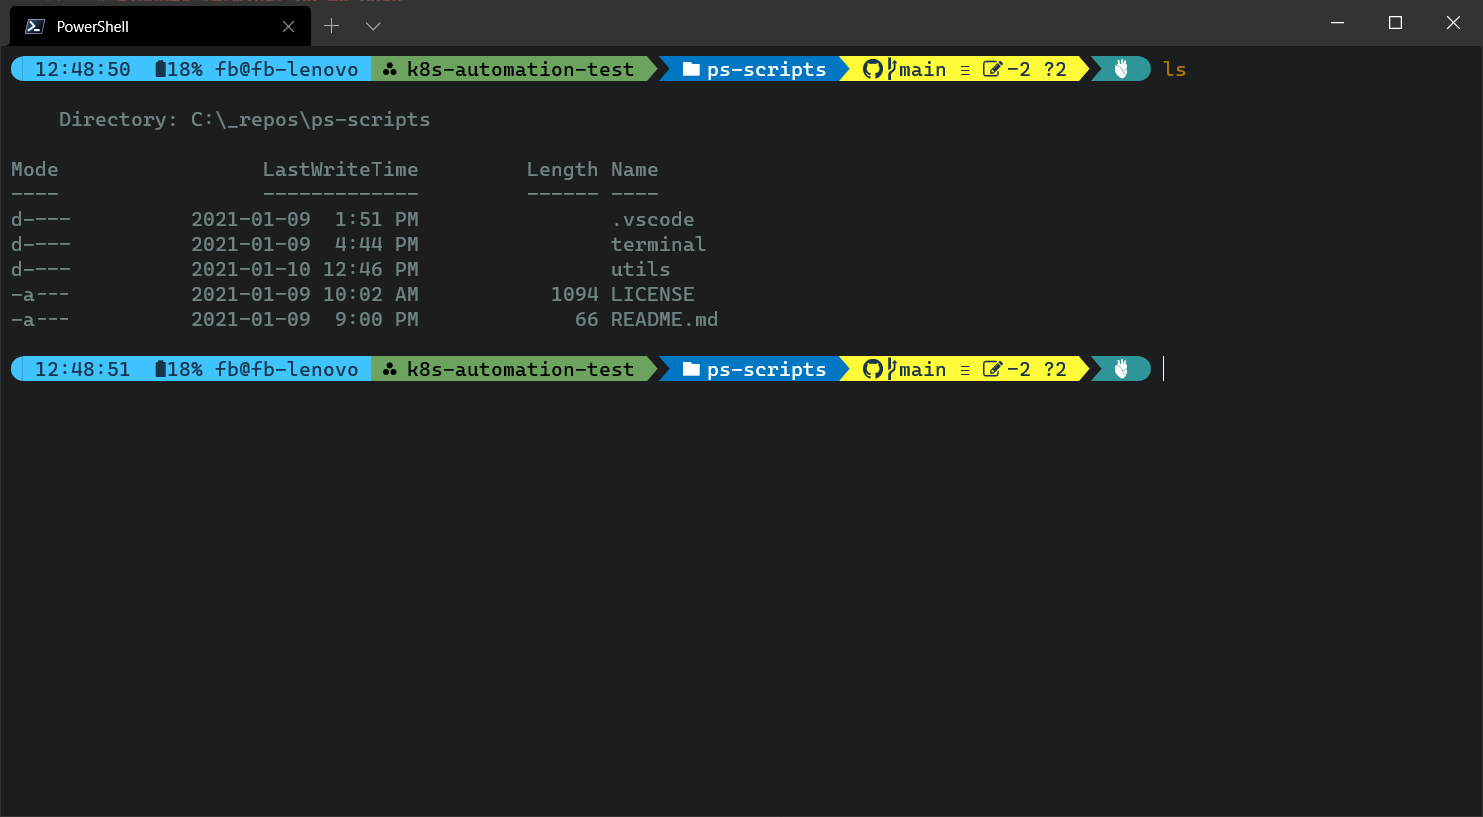 PowerShell
12:48:50 18% fb@fb-lenovo k8s-automation-test ps-scripts main ≡ -2 ?2 ls
Directory: C:\_repos\ps-scripts
Mode LastWriteTime Length Name
---- ------------- ------ ----
d---- 2021-01-09 1:51 PM .vscode
d---- 2021-01-09 4:44 PM terminal
d---- 2021-01-10 12:46 PM utils
-a--- 2021-01-09 10:02 AM 1094 LICENSE
-a--- 2021-01-09 9:00 PM 66 README.md
12:48:51 18% fb@fb-lenovo k8s-automation-test ps-scripts main ≡ -2 ?2